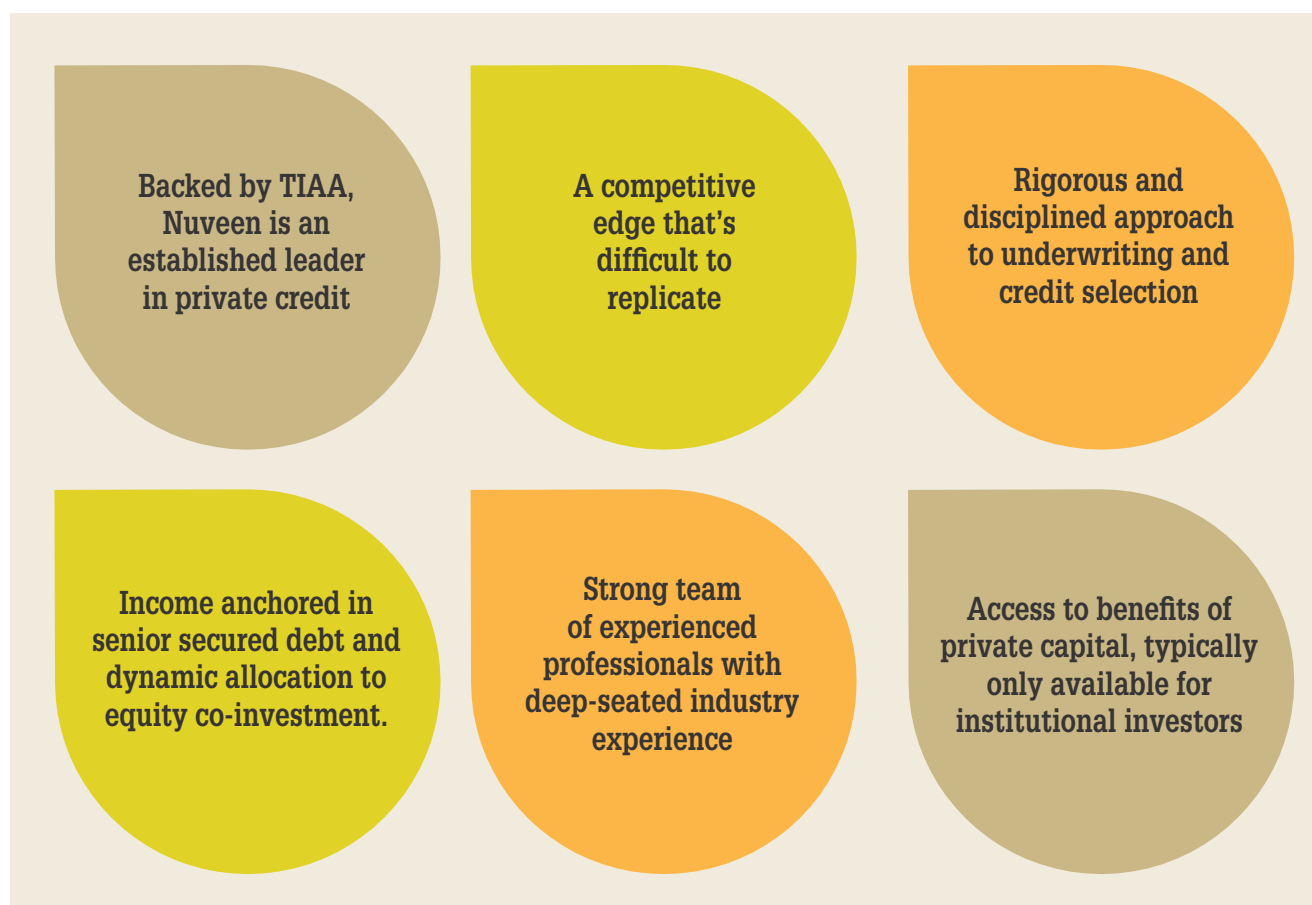 Backed by TIAA,
Nuveen is an
established leader
in private credit
A competitive
edge that’s
difficult to
replicate
Rigorous and
disciplined approach
to underwriting and
credit selection
Income anchored in
senior secured debt and
dynamic allocation to
equity co-investment.
Strong team
of experienced
professionals with
deep-seated industry
experience
Access to benefits of
private capital, typically
only available for
institutional investors